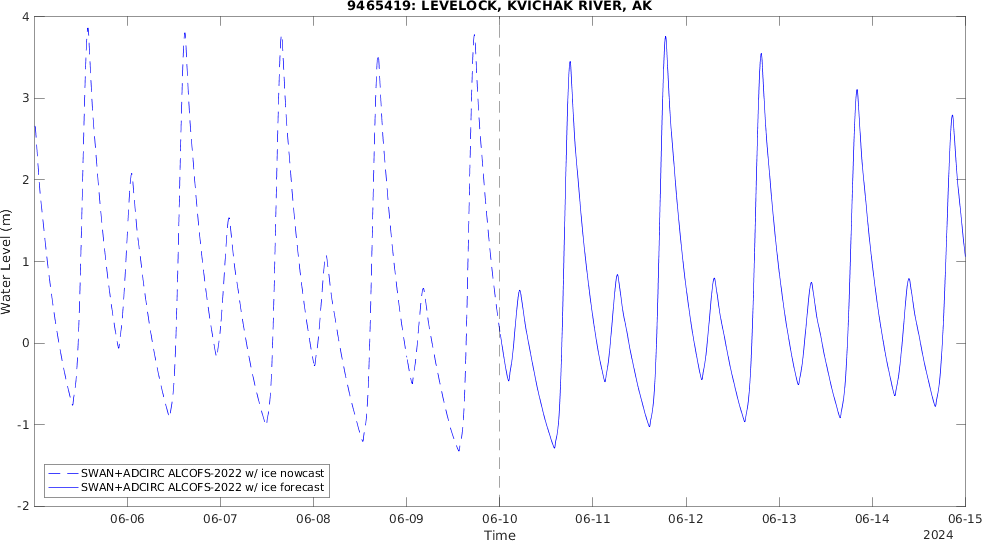 9465419: LEVELOCK, KVICHAK RIVER, AK
4
3
2
1
0
-1
-2
Water Level (m)
SWAN+ADCIRC ALCOFS-2022 w/ ice nowcast
SWAN+ADCIRC ALCOFS-2022 w/ ice forecast
06-06 06-07 06-08 06-09 06-10 06-11 06-12 06-13 06-14 06-15
Time
2024